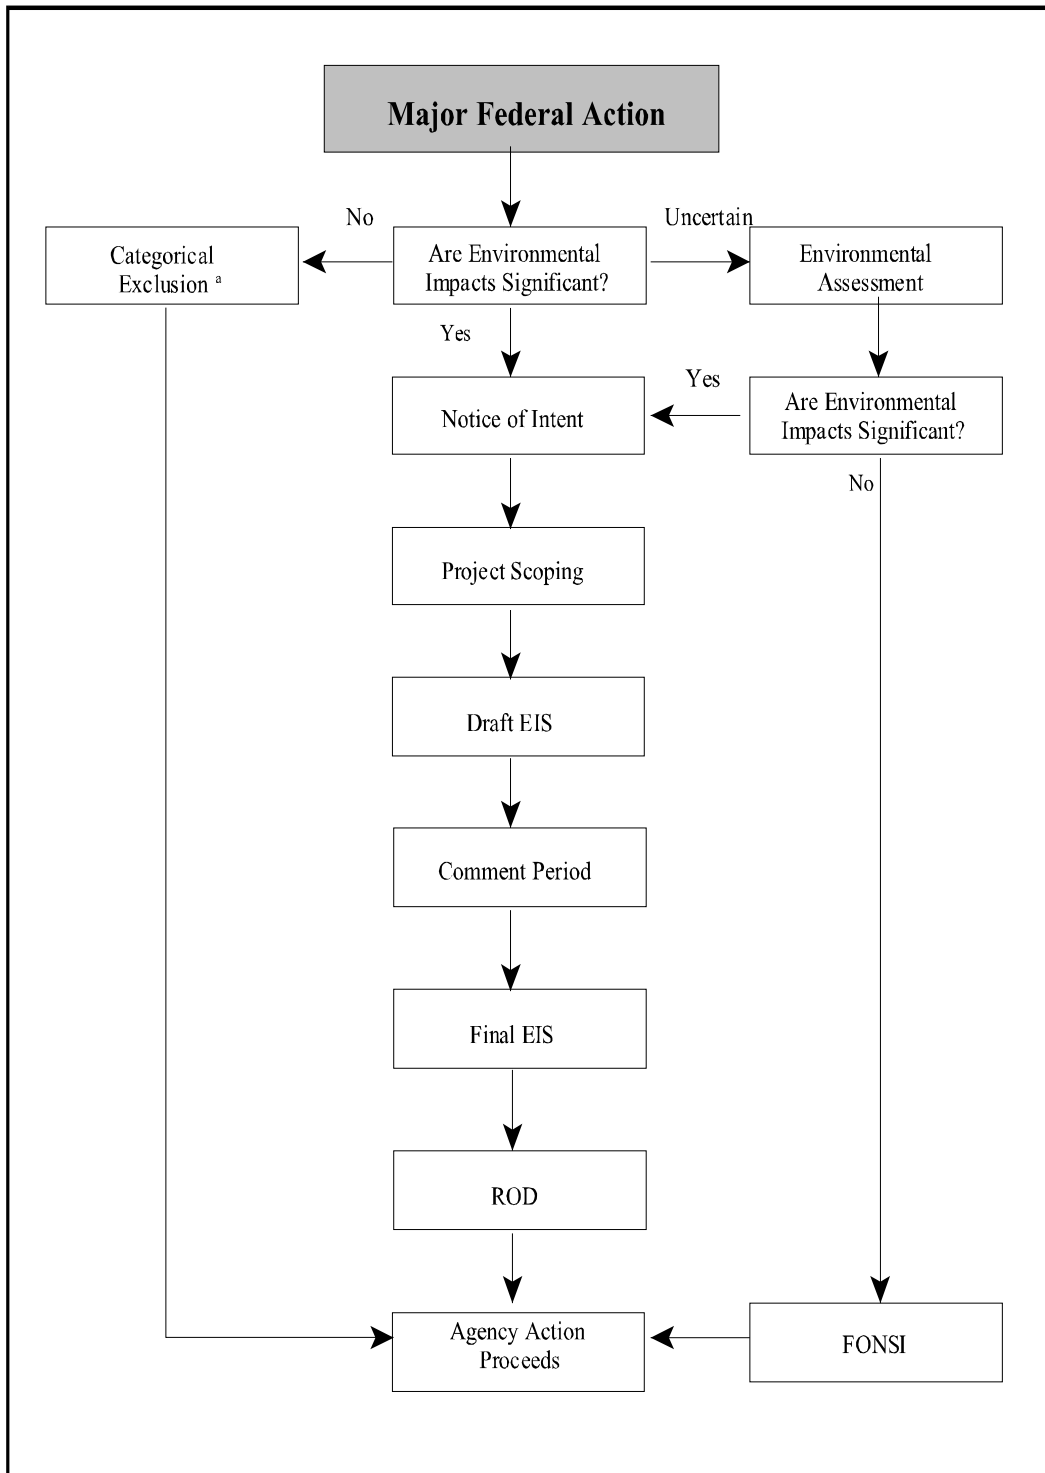 Major Federal Action
No
Uncertain
Categorical
Exclusion a
Are Environmental
Impacts Significant?
Environmental
Assessment
Yes
Notice of Intent
Yes
Are Environmental
Impacts Significant?
No
Project Scoping
Draft EIS
Comment Period
Final EIS
ROD
Agency Action
Proceeds
FONSI